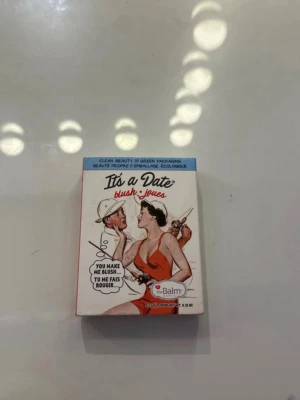 CLEAN BEAUTY IN GREEN PACKAGING
BEAUTÉ PROPRE D'EMBALLAGE ÉCOLOGIQUE
It's a Date
blush • joues
YOU MAKE
ME BLUSH...
TU ME FAIS
ROUGIR...
theBalm